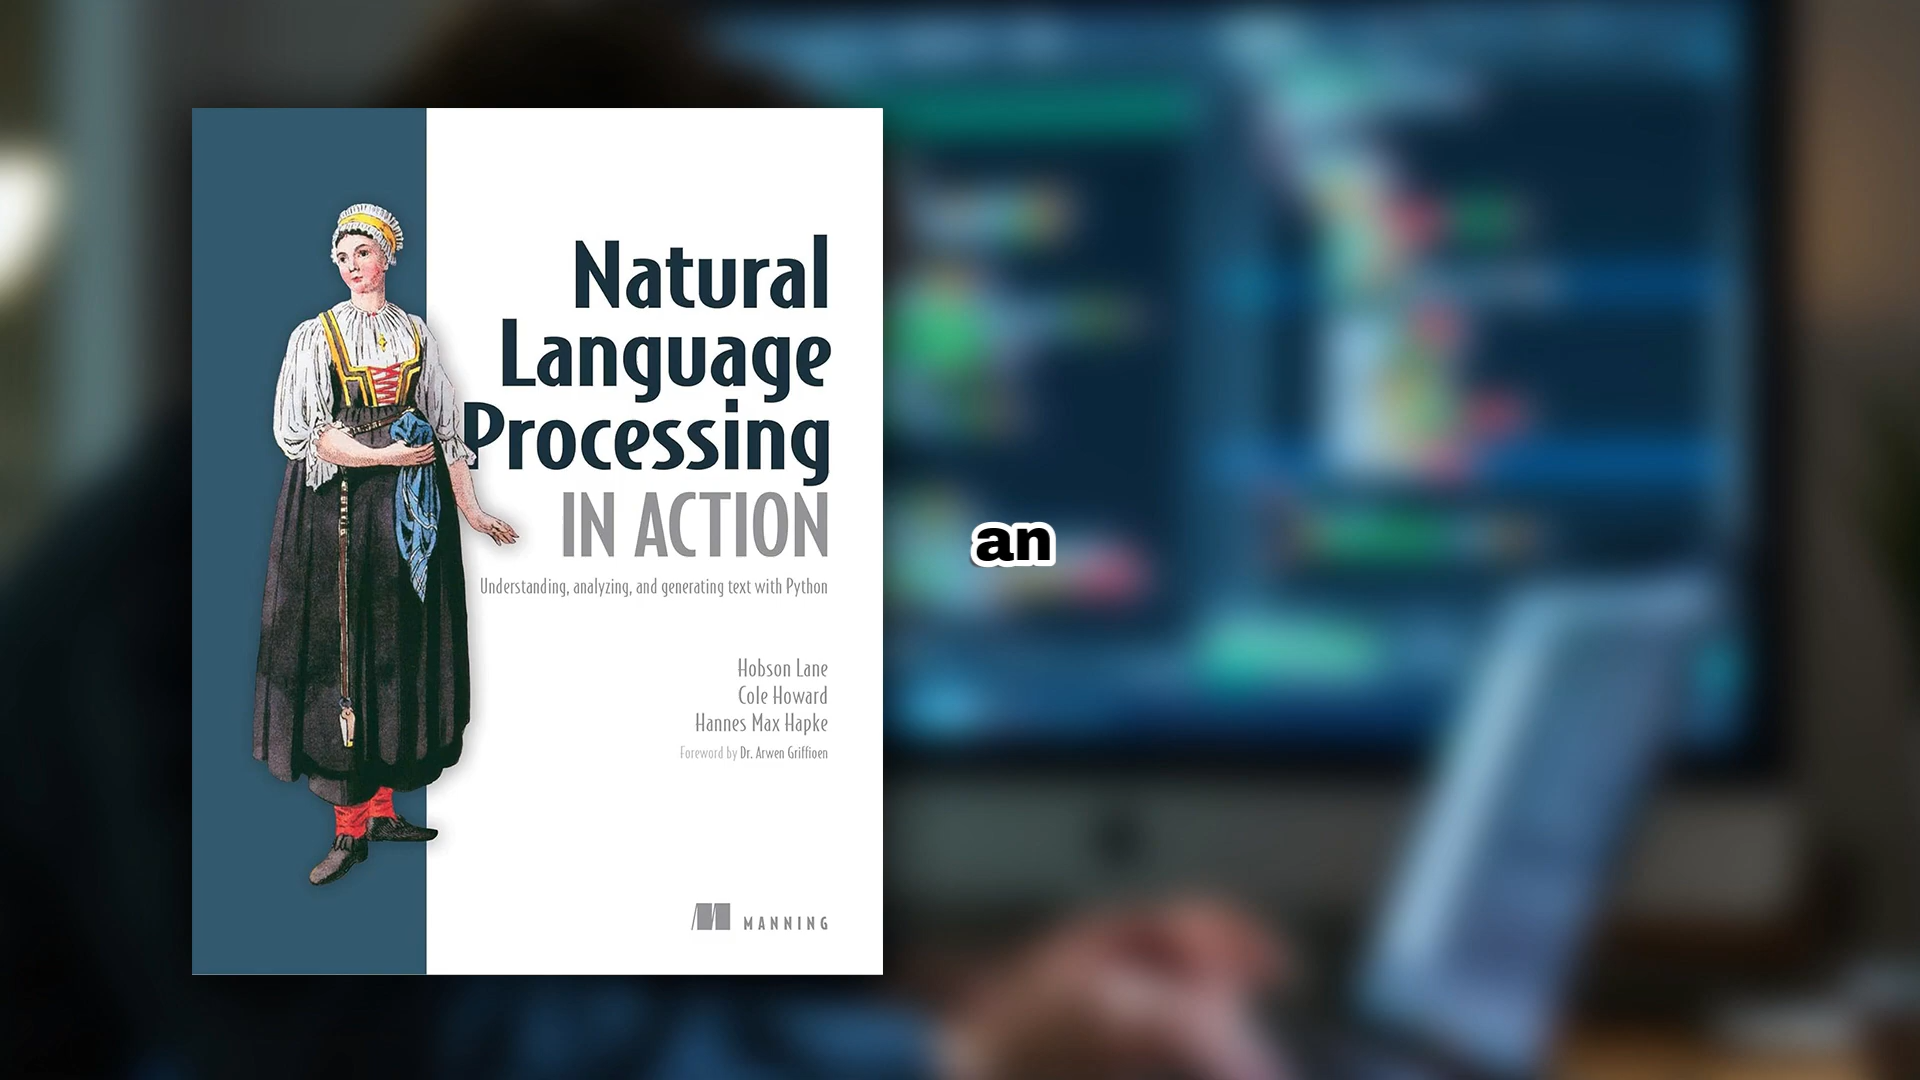 Natural
Language
Processing
IN ACTION
Understanding, analyzing, and generating text with Python
Hobson Lane
Cole Howard
Hannes Max Hapke
Foreword by Dr. Arwen Griffioen
MANNING
an